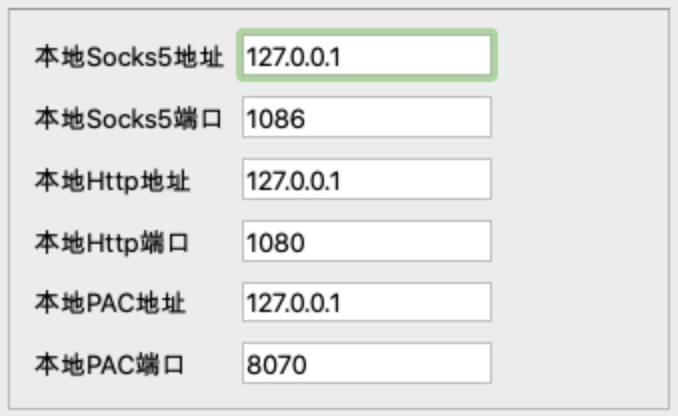 本地Socks5地址 127.0.0.1
本地Socks5端口 1086
本地Http地址 127.0.0.1
本地Http端口 1080
本地PAC地址 127.0.0.1
本地PAC端口 8070